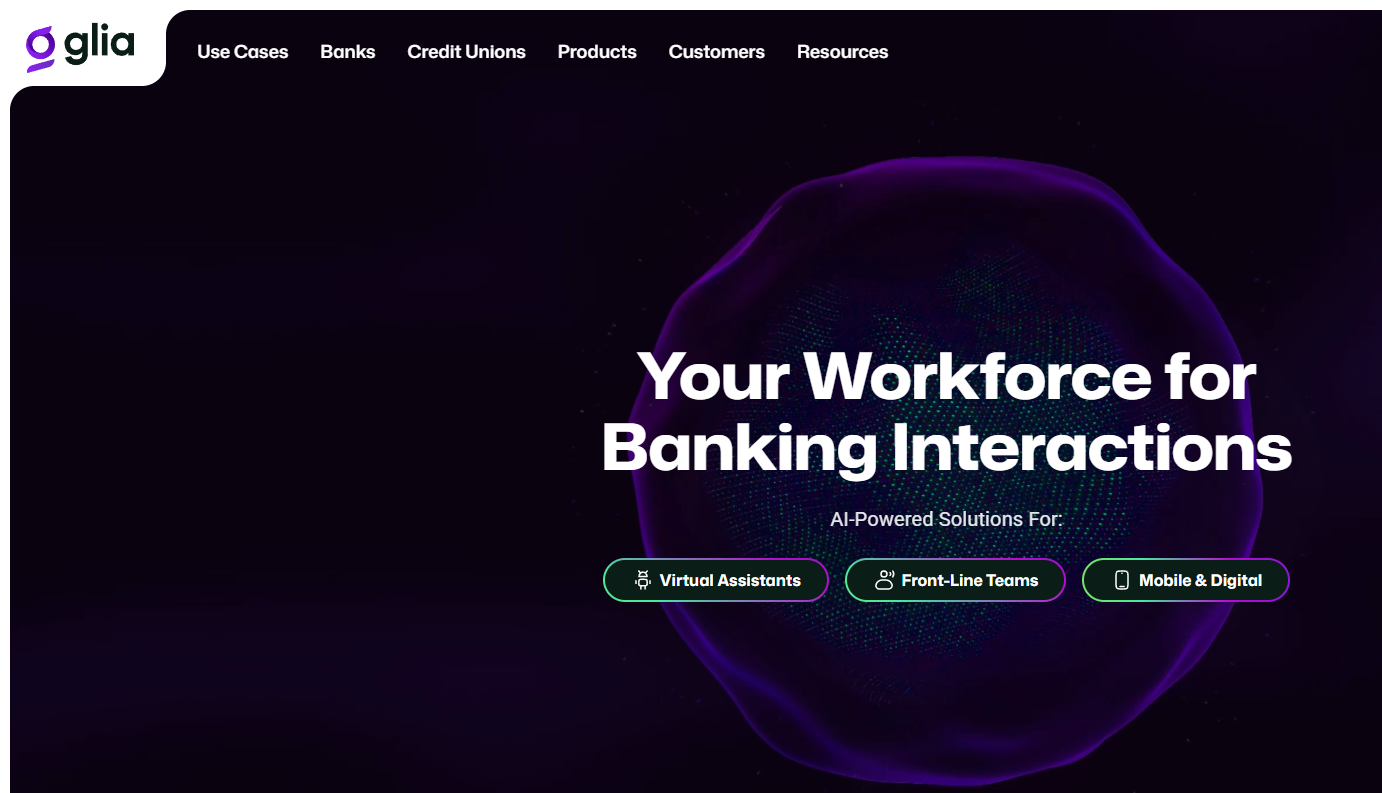 glia
Use Cases Banks Credit Unions Products Customers Resources
Your Workforce for
Banking Interactions
AI-Powered Solutions For:
Virtual Assistants Front-Line Teams Mobile & Digital